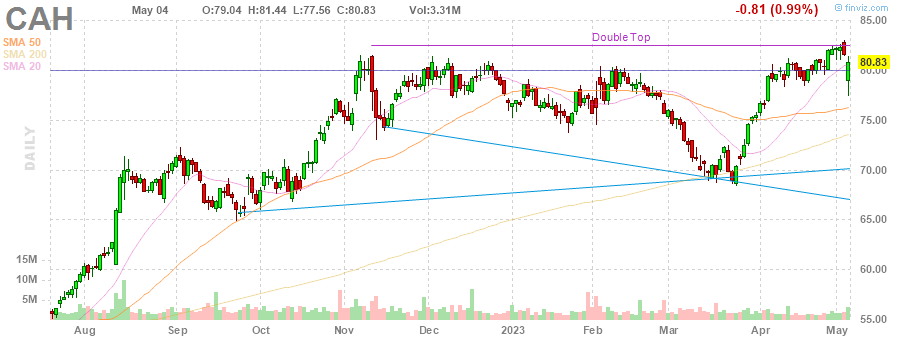 CAH May 04 O:79.04 H:81.44 L:77.56 C:80.83 Vol:3.31M -0.81 (0.99%) © finviz.com
SMA 50
SMA 200
SMA 20
Double Top
DAILY
85.00
80.83
80.00
75.00
70.00
65.00
60.00
55.00
15M
10M
5M
Aug Sep Oct Nov Dec 2023 Feb Mar Apr May